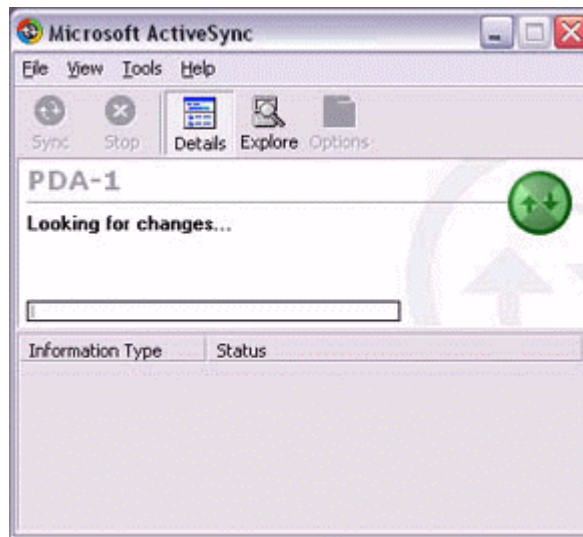 Microsoft ActiveSync
File View Tools Help
Sync Stop Details Explore Options
PDA-1
Looking for changes...
Information Type Status